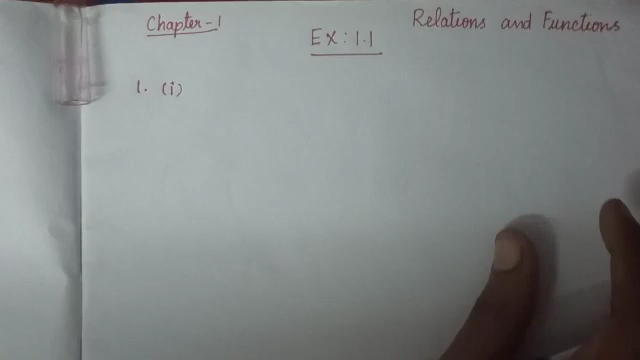 Chapter-1
Relations and Functions
EX: 1.1
1. (i)